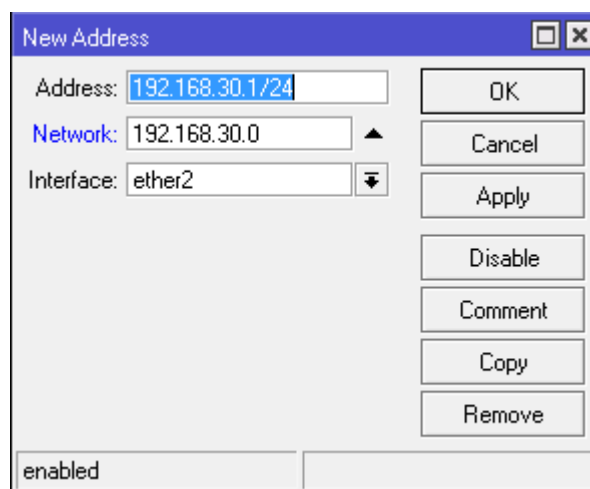 New Address
Address: 192.168.30.1/24
Network: 192.168.30.0
Interface: ether2
OK
Cancel
Apply
Disable
Comment
Copy
Remove
enabled